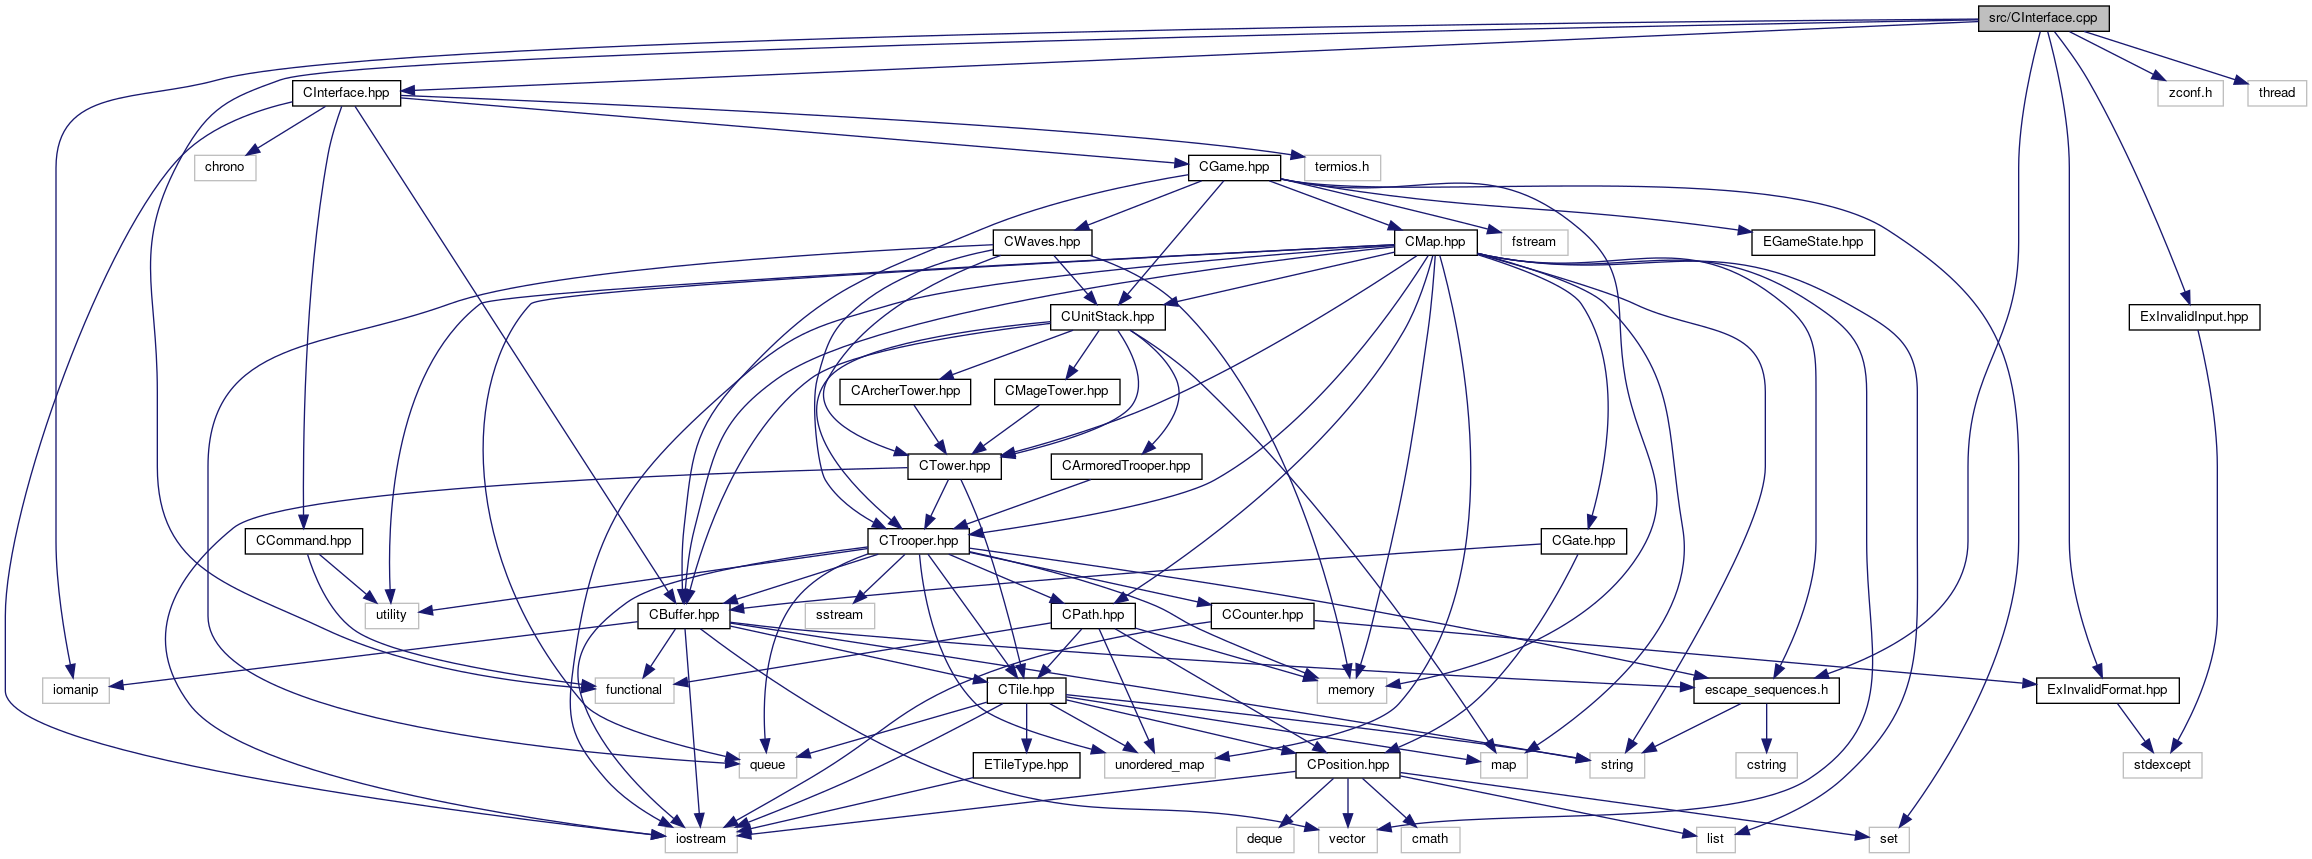 src/CInterface.cpp
CInterface.hpp
zconf.h
thread
chrono
CGame.hpp
termios.h
CWaves.hpp
CMap.hpp
fstream
EGameState.hpp
CUnitStack.hpp
ExInvalidInput.hpp
CArcherTower.hpp
CMageTower.hpp
CTower.hpp
CArmoredTrooper.hpp
CCommand.hpp
CTrooper.hpp
CGate.hpp
utility
CBuffer.hpp
sstream
CPath.hpp
CCounter.hpp
iomanip
functional
CTile.hpp
memory
escape_sequences.h
ExInvalidFormat.hpp
queue
ETileType.hpp
unordered_map
CPosition.hpp
map
string
cstring
stdexcept
iostream
deque
vector
cmath
list
set